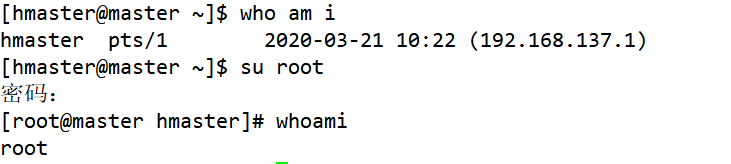 [hmaster@master ~]$ who am i
hmaster  pts/1        2020-03-21 10:22 (192.168.137.1)
[hmaster@master ~]$ su root
密码：
[root@master hmaster]# whoami
root